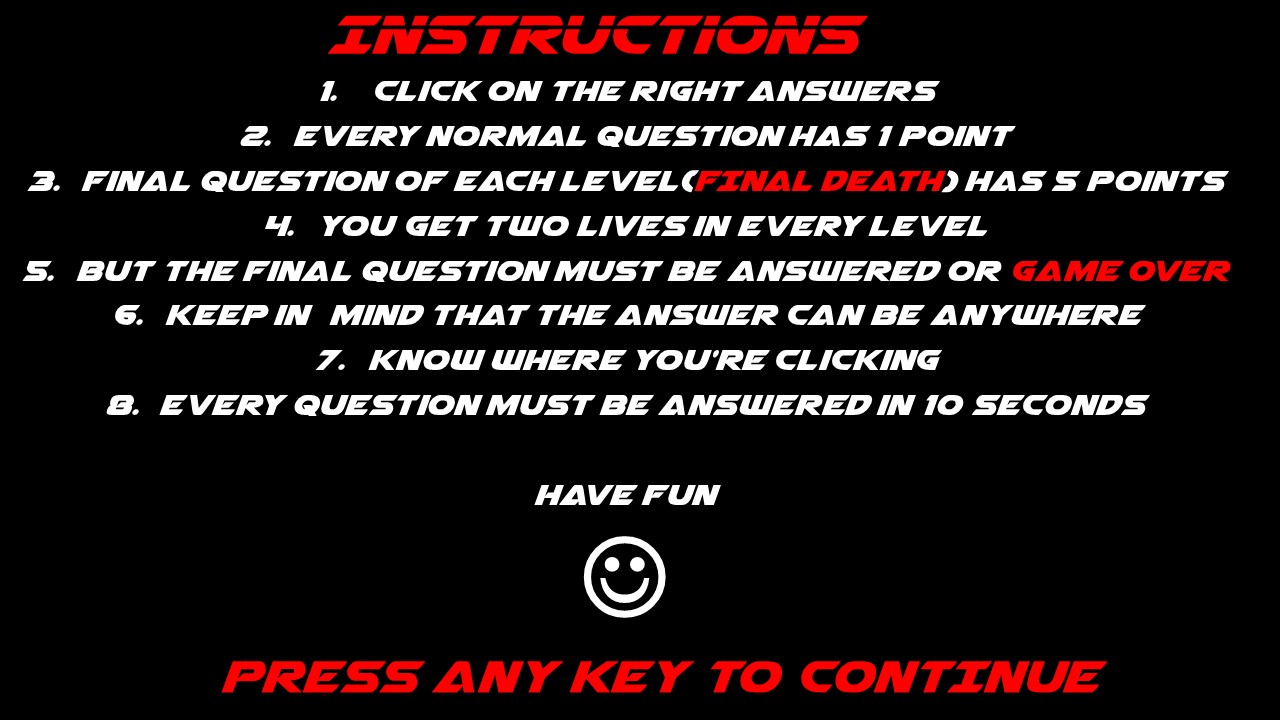 INSTRUCTIONS
1. CLICK ON THE RIGHT ANSWERS
2. EVERY NORMAL QUESTION HAS 1 POINT
3. FINAL QUESTION OF EACH LEVEL(FINAL DEATH) HAS 5 POINTS
4. YOU GET TWO LIVES IN EVERY LEVEL
5. BUT THE FINAL QUESTION MUST BE ANSWERED OR GAME OVER
6. KEEP IN MIND THAT THE ANSWER CAN BE ANYWHERE
7. KNOW WHERE YOU'RE CLICKING
8. EVERY QUESTION MUST BE ANSWERED IN 10 SECONDS
HAVE FUN
PRESS ANY KEY TO CONTINUE